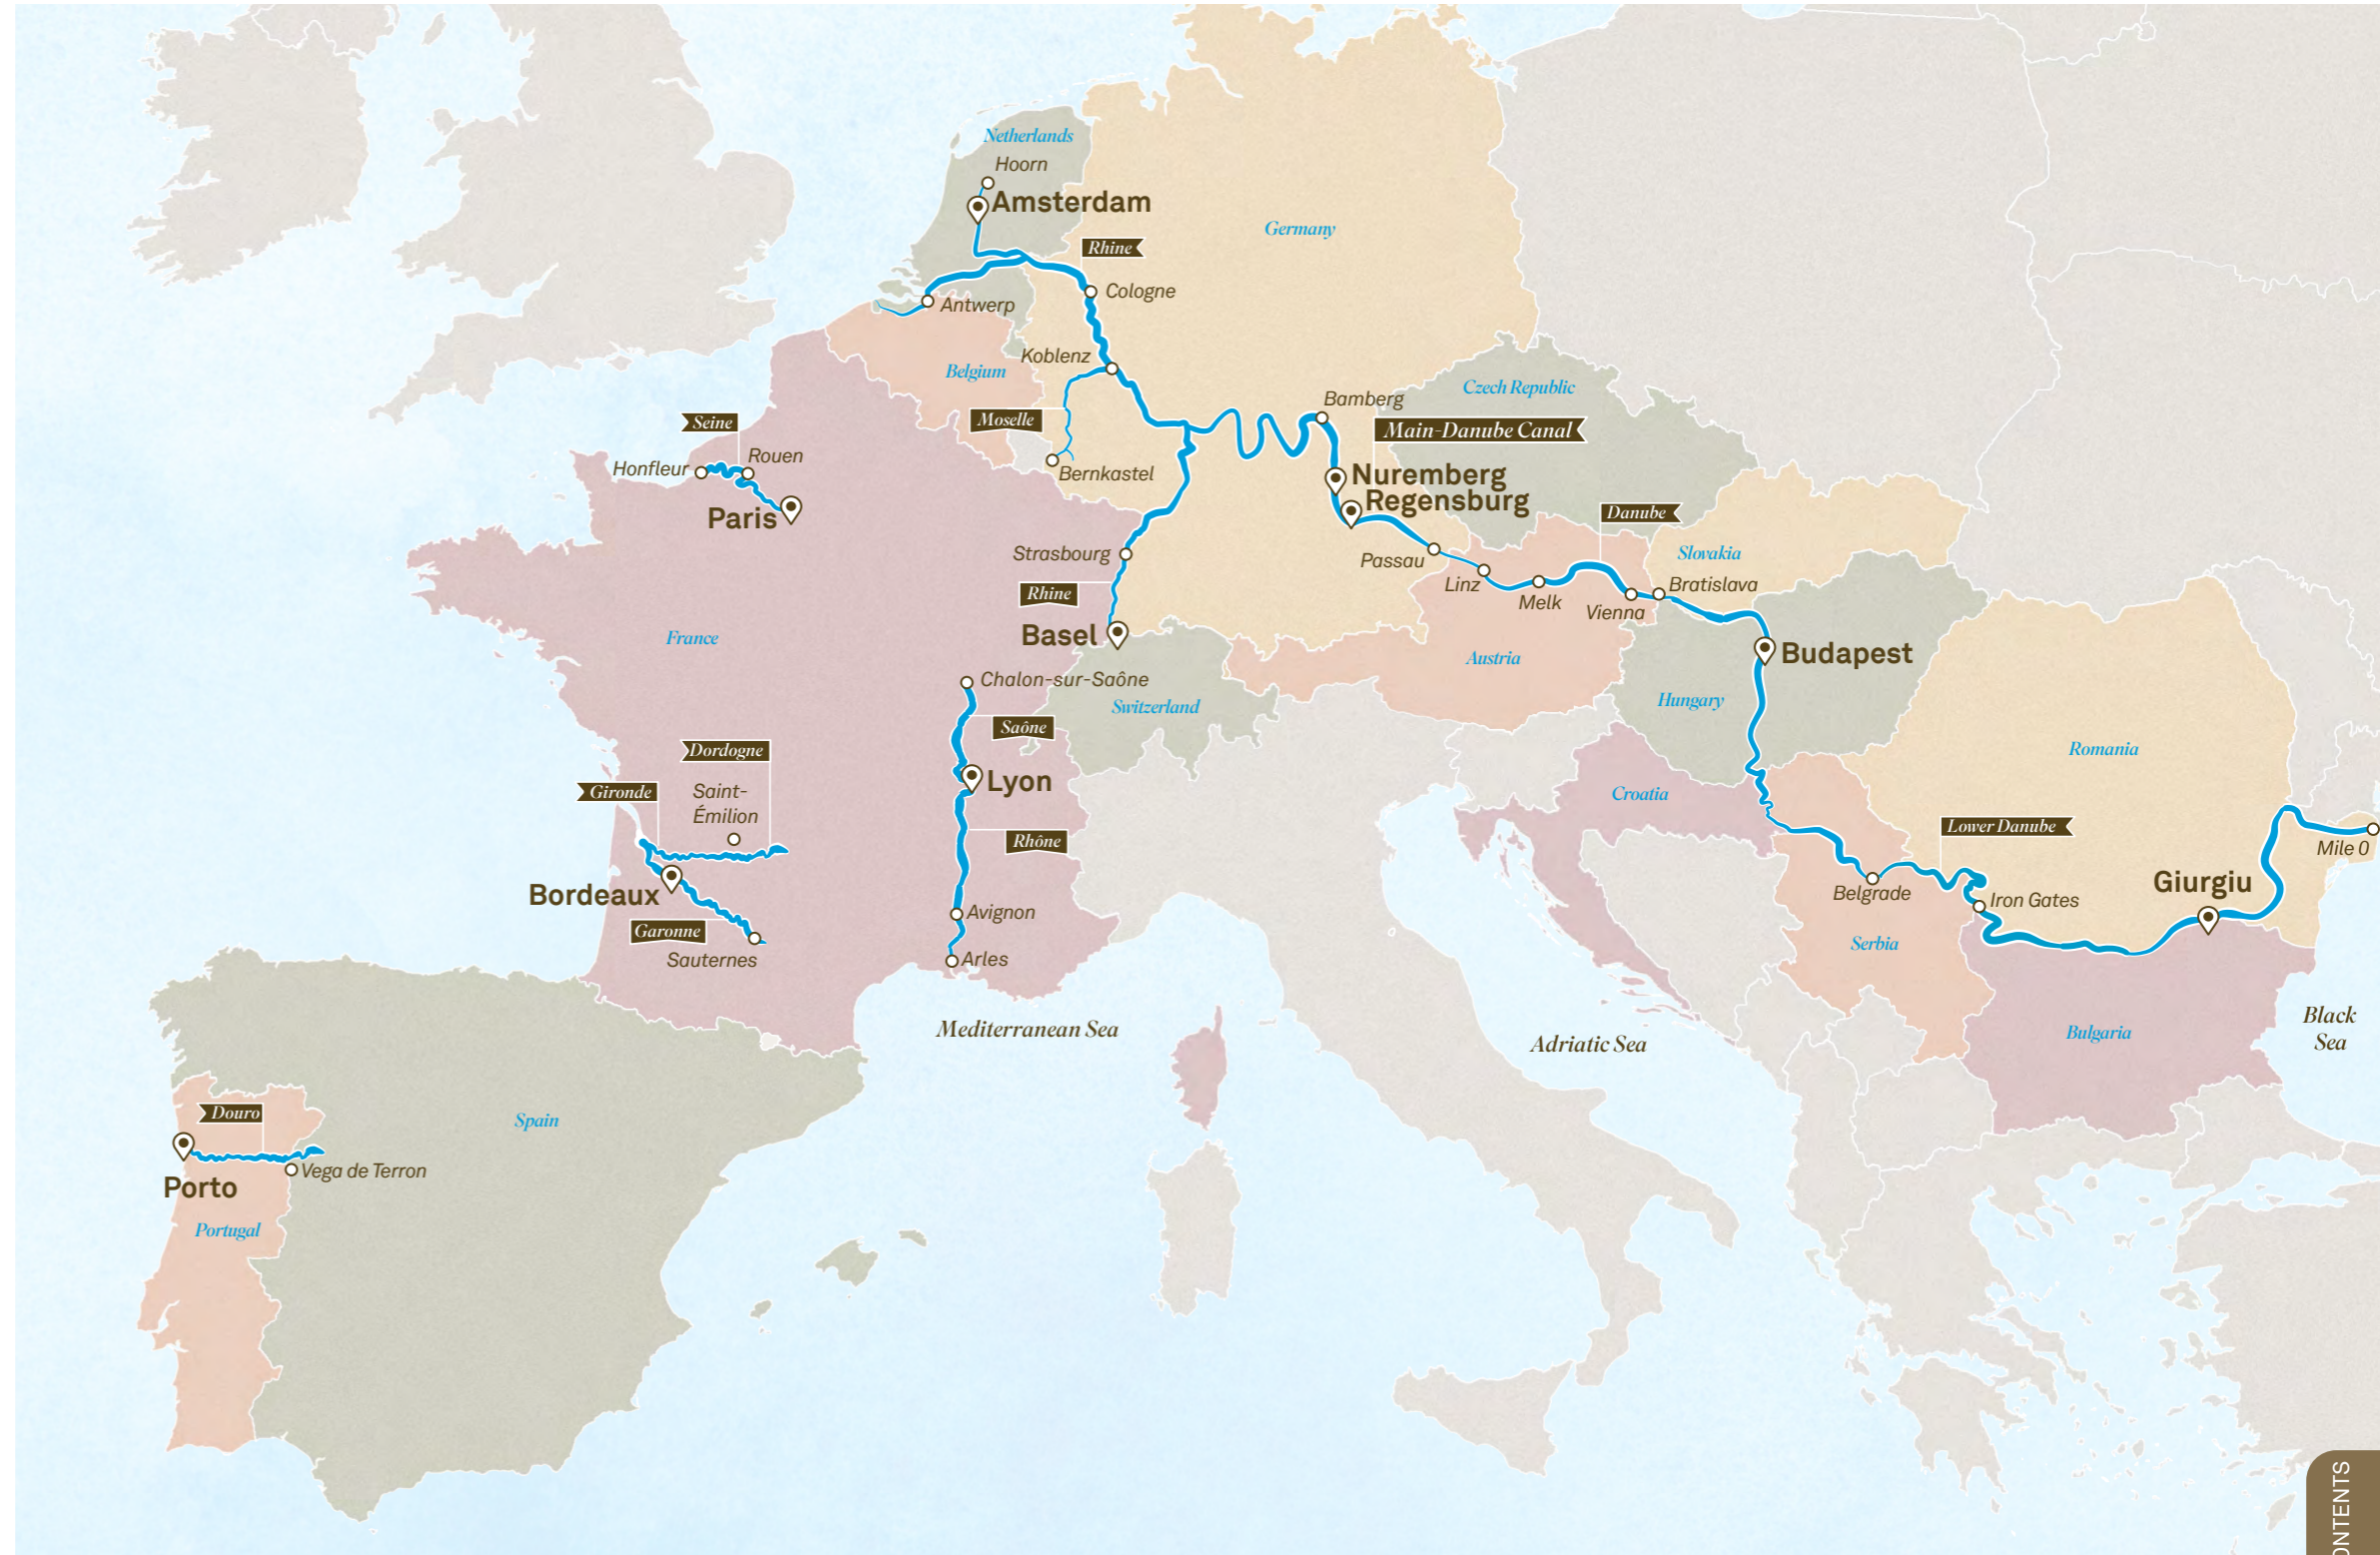 Netherlands
Hoorn
Amsterdam
Germany
Rhine
Cologne
Antwerp
Koblenz
Belgium
Czech Republic
Bamberg
Moselle
Main-Danube Canal
Seine
Rouen
Honfleur
Bernkastel
Nuremberg
Regensburg
Paris
Danube
Strasbourg
Passau
Slovakia
Linz
Bratislava
Melk
Vienna
Rhine
Basel
France
Austria
Budapest
Chalon-sur-Saône
Switzerland
Hungary
Saône
Romania
Dordogne
Lyon
Gironde
Saint-
Émilion
Croatia
Lower Danube
Rhône
Mile 0
Bordeaux
Belgrade
Giurgiu
Iron Gates
Avignon
Garonne
Sauternes
Arles
Serbia
Mediterranean Sea
Adriatic Sea
Bulgaria
Black
Sea
Douro
Spain
Vega de Terron
Porto
Portugal
ONTENTS